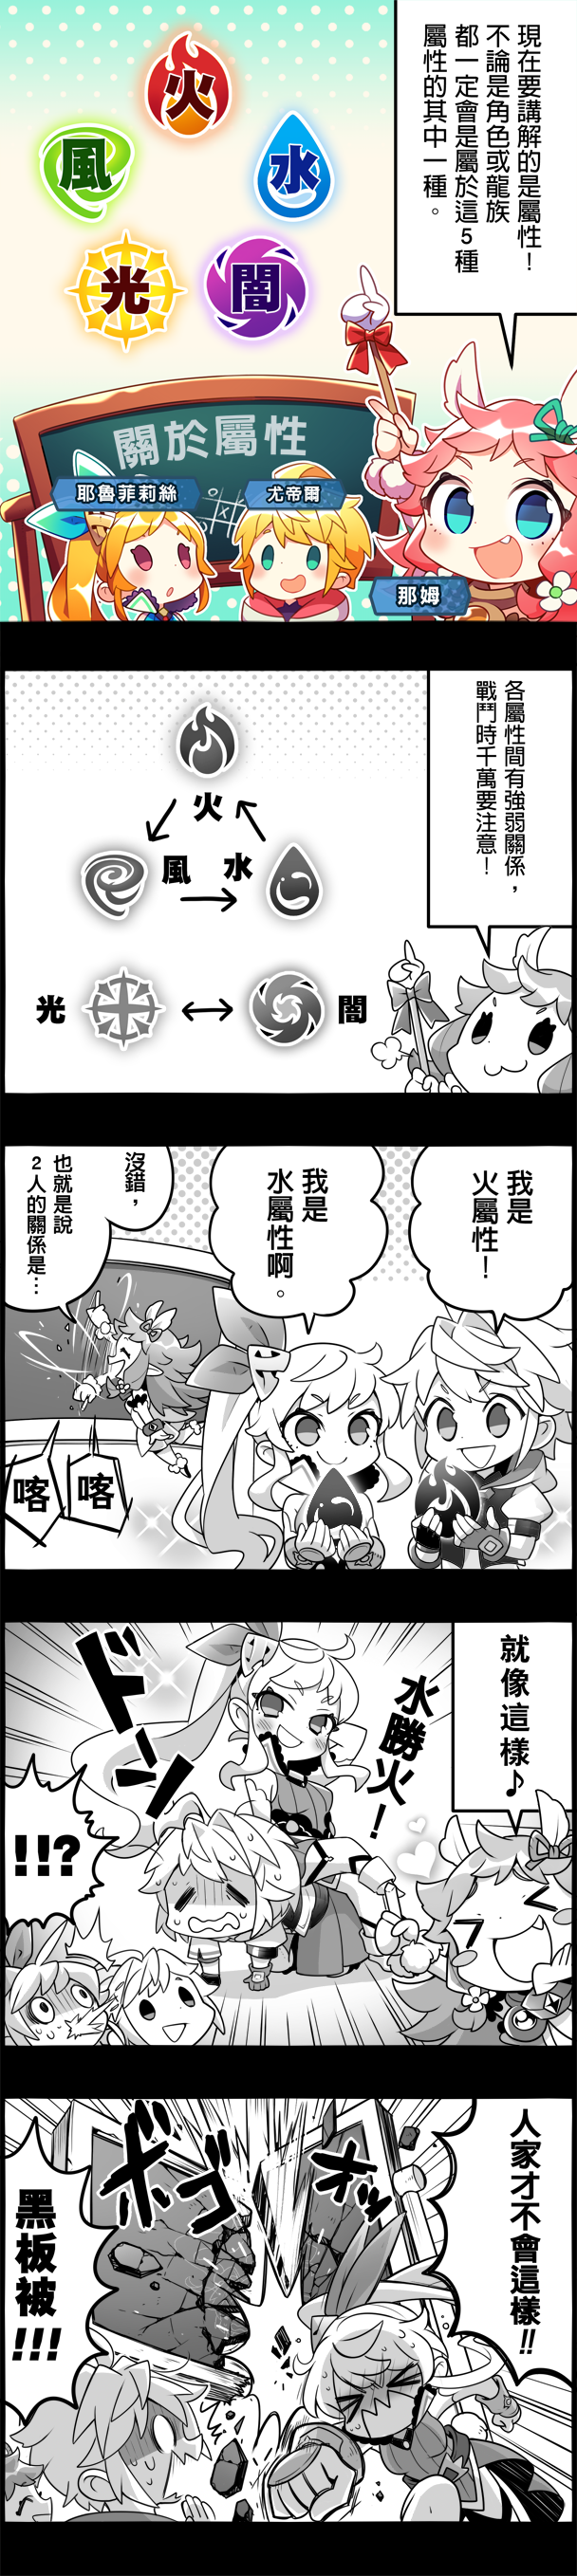 現在要講解的是屬性！
不論是角色或龍族
都一定會是屬於這5種
屬性的其中一種。
火
風
水
光
闇
關於屬性
耶魯菲莉絲
尤帝爾
那姆
各屬性間有強弱關係，
戰鬥時千萬要注意！
火
風
水
光
闇
我是
火屬性！
我是
水屬性啊。
沒錯，
也就是說
2人的關係是…
喀
喀
就像這樣♪
水勝火！
ドン
!!?
人家才不會這樣!!
ボゴ
オッ
黑板被!!!